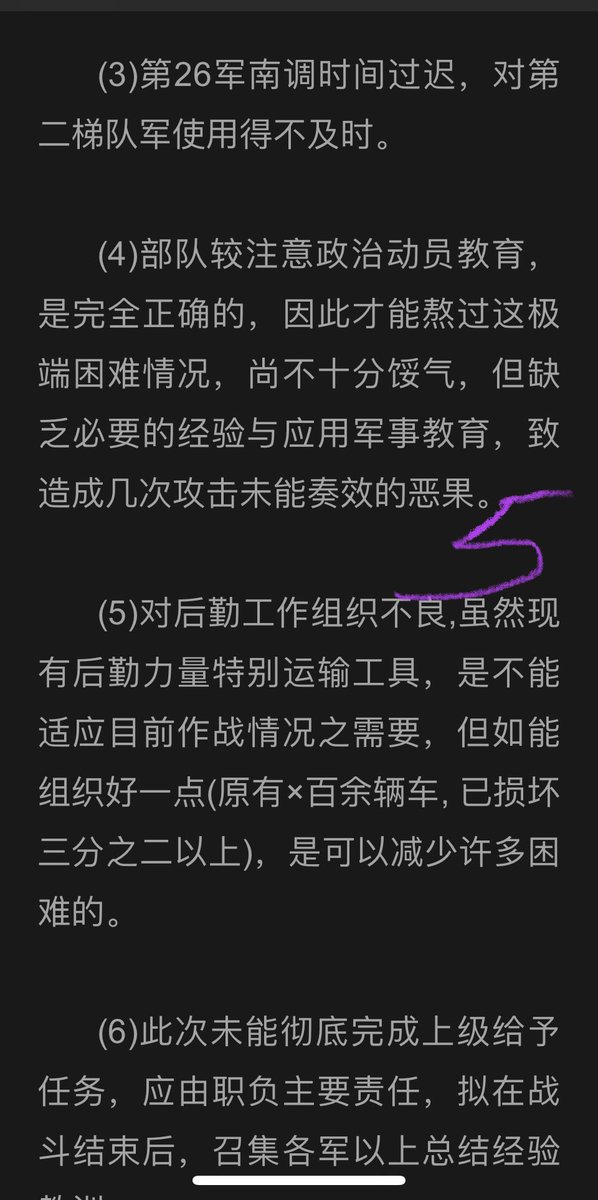 (3)第26军南调时间过迟，对第
二梯队军使用得不及时。
(4)部队较注意政治动员教育，
是完全正确的，因此才能熬过这极
端困难情况，尚不十分馁气，但缺
乏必要的经验与应用军事教育，致
造成几次攻击未能奏效的恶果。
5
(5)对后勤工作组织不良,虽然现
有后勤力量特别运输工具，是不能
适应目前作战情况之需要，但如能
组织好一点(原有×百余辆车, 已损坏
三分之二以上)，是可以减少许多困
难的。
(6)此次未能彻底完成上级给予
任务，应由职负主要责任，拟在战
斗结束后，召集各军以上总结经验